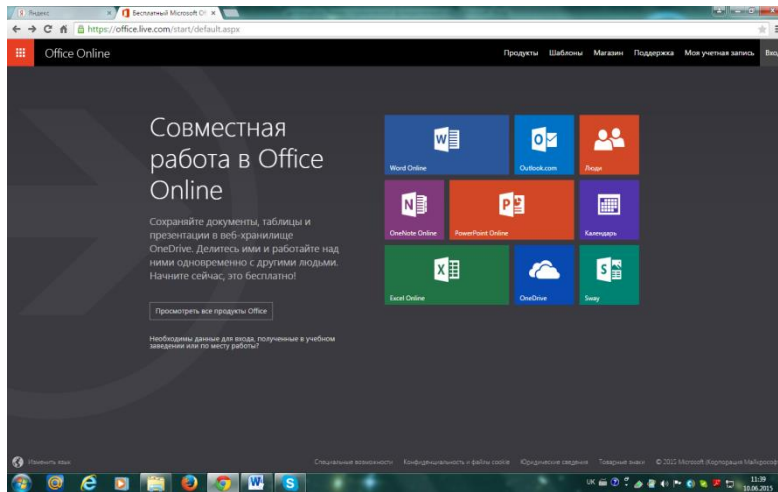 Яндекс
Бесплатный Microsoft Of
https://office.live.com/start/default.aspx
Office Online
Продукты Шаблоны Магазин Поддержка Моя учетная запись Вход
Совместная
работа в Office
Online
Сохраняйте документы, таблицы и
презентации в веб-хранилище
OneDrive. Делитесь ими и работайте над
ними одновременно с другими людьми.
Начните сейчас, это бесплатно!
Просмотреть все продукты Office
Необходимы данные для входа, полученные в учебном
заведении или по месту работы?
Word Online
Outlook.com
Люди
OneNote Online
PowerPoint Online
Календарь
Excel Online
OneDrive
Sway
Изменить язык
Специальные возможности Конфиденциальность и файлы cookie Юридические сведения Товарные знаки © 2015 Microsoft (Корпорация Майкрософ
UK
11:39
10.06.2015